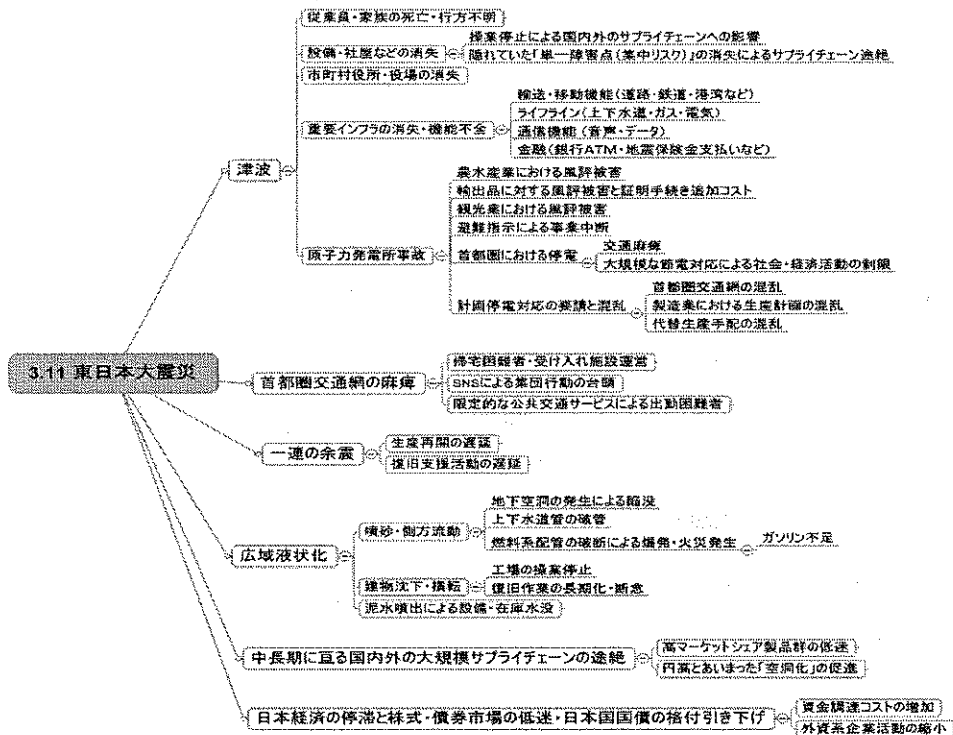 従業員・家族の死亡・行方不明
操業停止による国内外のサプライチェーンへの影響
設備・社屋などの消失
隠れていた「単一障害点（集中リスク）」の消失によるサプライチェーン途絶
市町村役所・役場の消失
輸送・移動機能（道路・鉄道・港湾など）
ライフライン（上下水道・ガス・電気）
重要インフラの消失・機能不全
通信機能（音声・データ）
金融（銀行ATM・地震保険金支払いなど）
津波
農水産業における風評被害
輸出品に対する風評被害と証明手続き追加コスト
観光業における風評被害
避難指示による事業中断
原子力発電所事故
首都圏における停電
交通麻痺
大規模な節電対応による社会・経済活動の制限
計画停電対応の要請と混乱
首都圏交通網の混乱
製造業における生産計画の混乱
代替生産手配の混乱
3.11 東日本大震災
首都圏交通網の麻痺
帰宅困難者・受け入れ施設運営
SNSによる集団行動の台頭
限定的な公共交通サービスによる出勤困難者
一連の余震
生産再開の遅延
復旧支援活動の遅延
広域液状化
噴砂・側方流動
地下空洞の発生による陥没
上下水道管の破管
燃料系配管の破断による爆発・火災発生
ガソリン不足
建物沈下・横転
工場の操業停止
復旧作業の長期化・断念
泥水噴出による設備・在庫水没
中長期に亘る国内外の大規模サプライチェーンの途絶
高マーケットシェア製品群の低迷
円高とあいまった「空洞化」の促進
日本経済の停滞と株式・債券市場の低迷・日本国国債の格付引き下げ
資金調達コストの増加
外資系企業活動の縮小